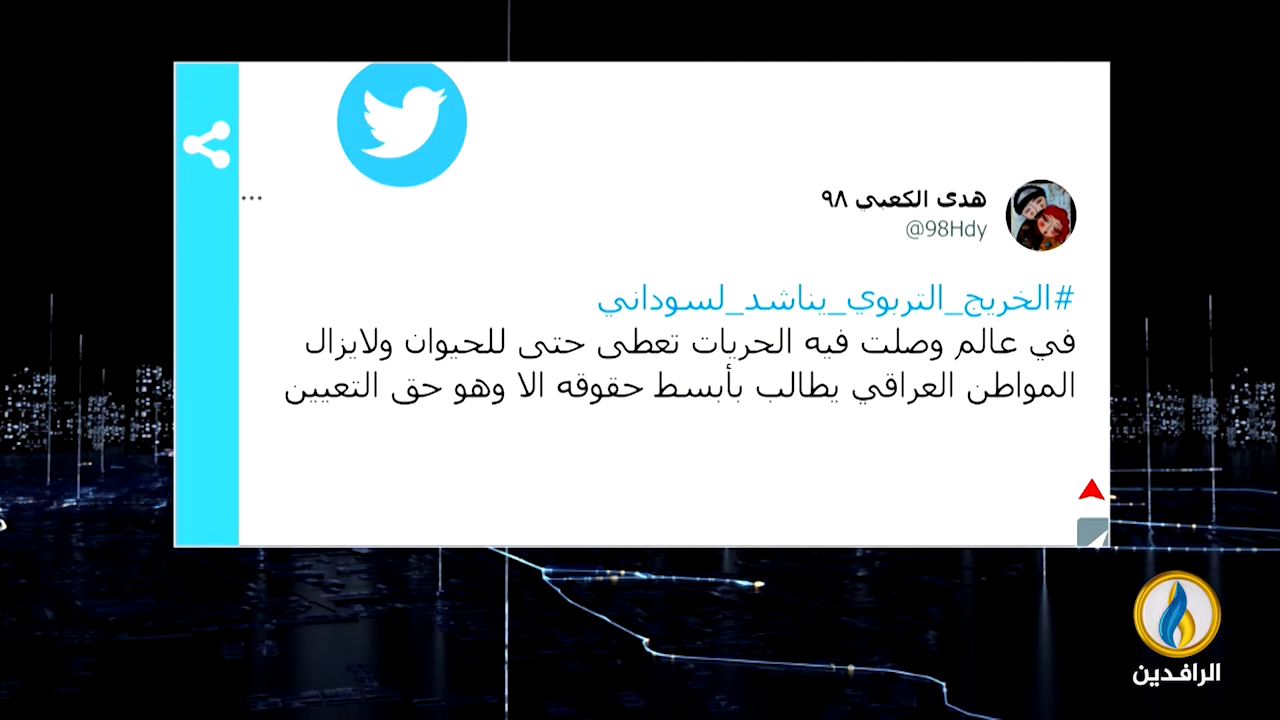 هدى الكعبي ٩٨
@98Hdy
#الخريج_التربوي_يناشد_لسوداني
في عالم وصلت فيه الحريات تعطى حتى للحيوان ولايزال
المواطن العراقي يطالب بأبسط حقوقه الا وهو حق التعيين
الرافدين